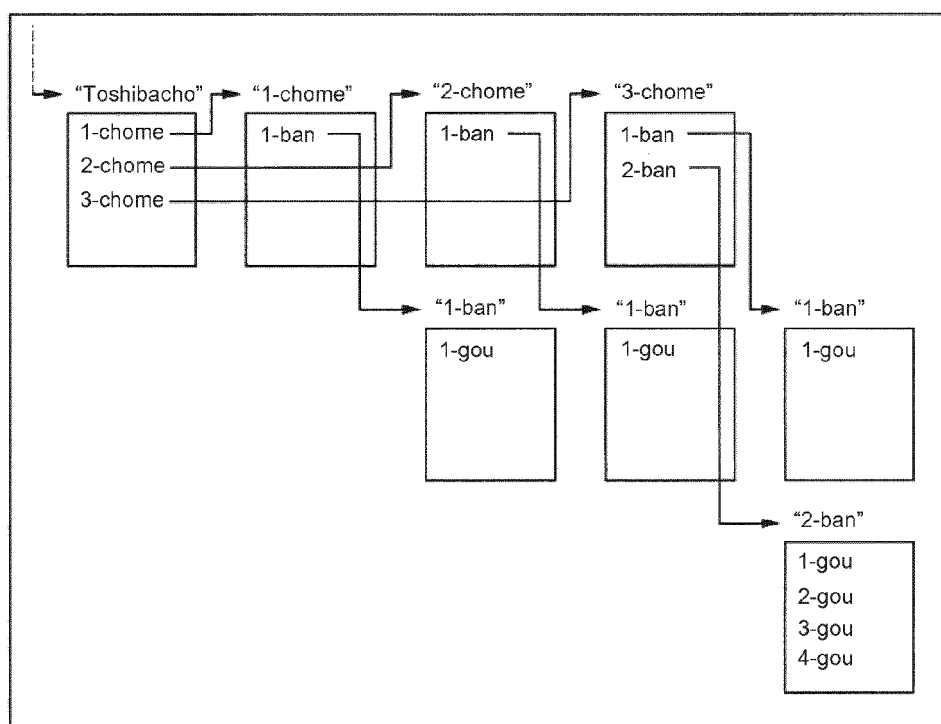 “Toshibacho” “1-chome” “2-chome” “3-chome”
1-chome
2-chome
3-chome
1-ban
1-ban
1-ban
2-ban
“1-ban” “1-ban” “1-ban”
1-gou
1-gou
1-gou
“2-ban”
1-gou
2-gou
3-gou
4-gou